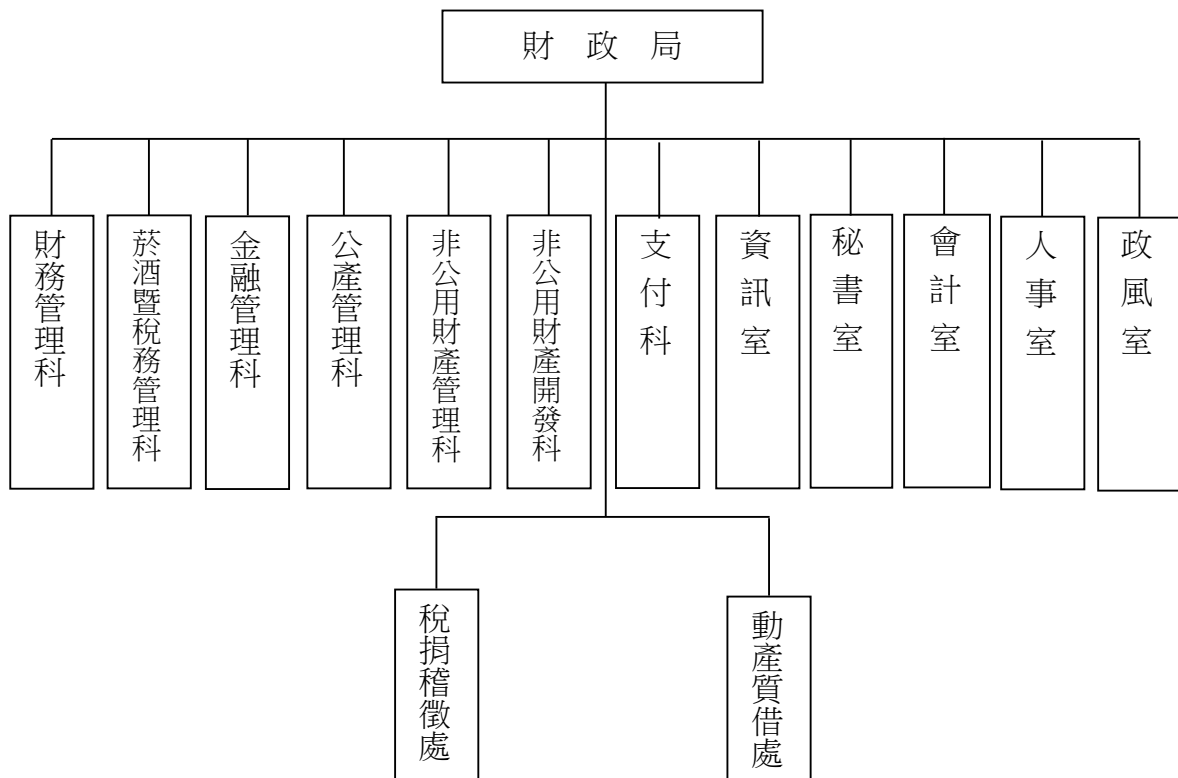 財政局
財務管理科
菸酒暨稅務管理科
金融管理科
公產管理科
非公用財產管理科
非公用財產開發科
支付科
資訊室
秘書室
會計室
人事室
政風室
稅捐稽徵處
動產質借處